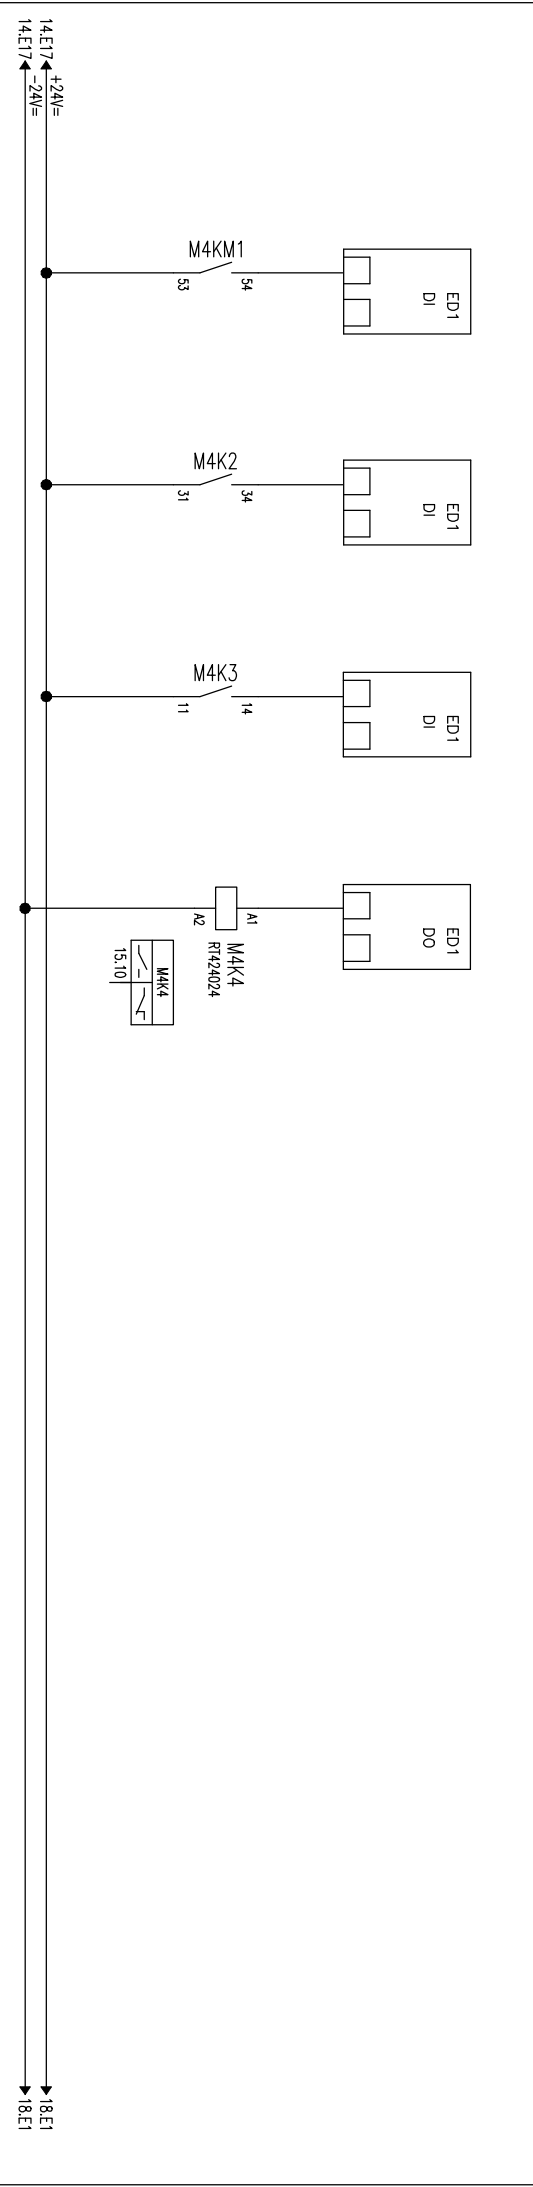 14.E17
14.E17
+24V=
-24V=
M4KM1
53
54
ED1
DI
M4K2
31
34
ED1
DI
M4K3
11
14
ED1
DI
A2
A1
M4K4
RT424024
ED1
DO
M4K4
15.10
18.E1
18.E1